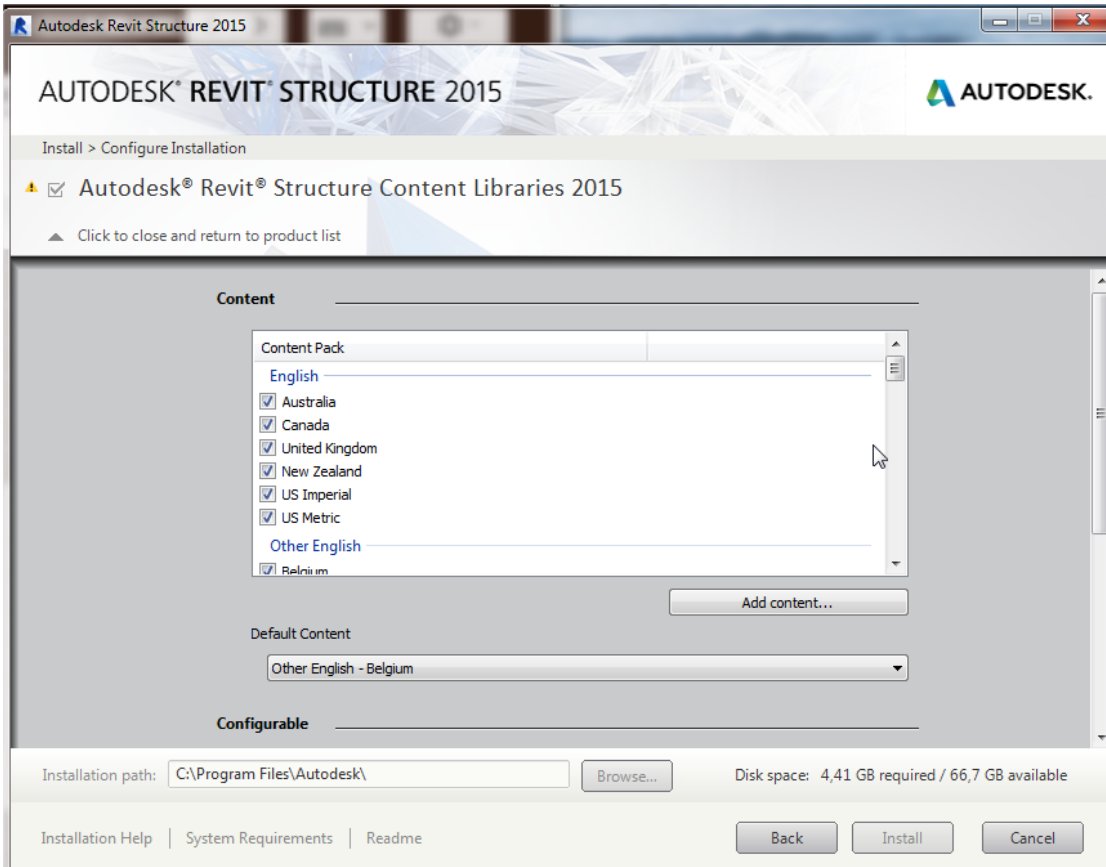 Autodesk Revit Structure 2015
AUTODESK® REVIT® STRUCTURE 2015
AUTODESK.
Install > Configure Installation
Autodesk® Revit® Structure Content Libraries 2015
Click to close and return to product list
Content
Content Pack
English
Australia
Canada
United Kingdom
New Zealand
US Imperial
US Metric
Other English
Belgium
Add content...
Default Content
Other English - Belgium
Configurable
Installation path: C:\Program Files\Autodesk\ Browse... Disk space: 4,41 GB required / 66,7 GB available
Installation Help | System Requirements | Readme Back Install Cancel